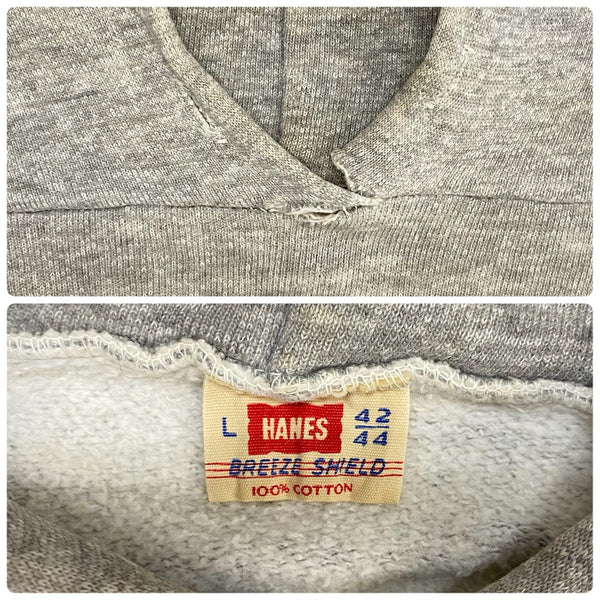 L HANES 42/44
BREEZE SHIELD
100% COTTON